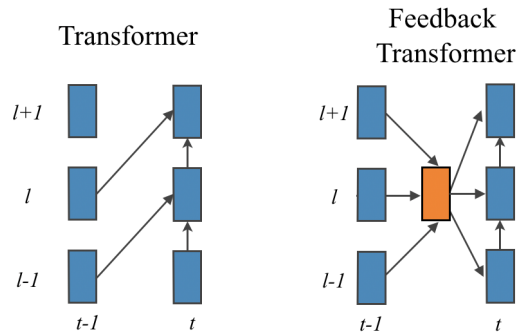 Transformer
l+1
l
l-1
t-1
t
Feedback
Transformer
l+1
l
l-1
t-1
t